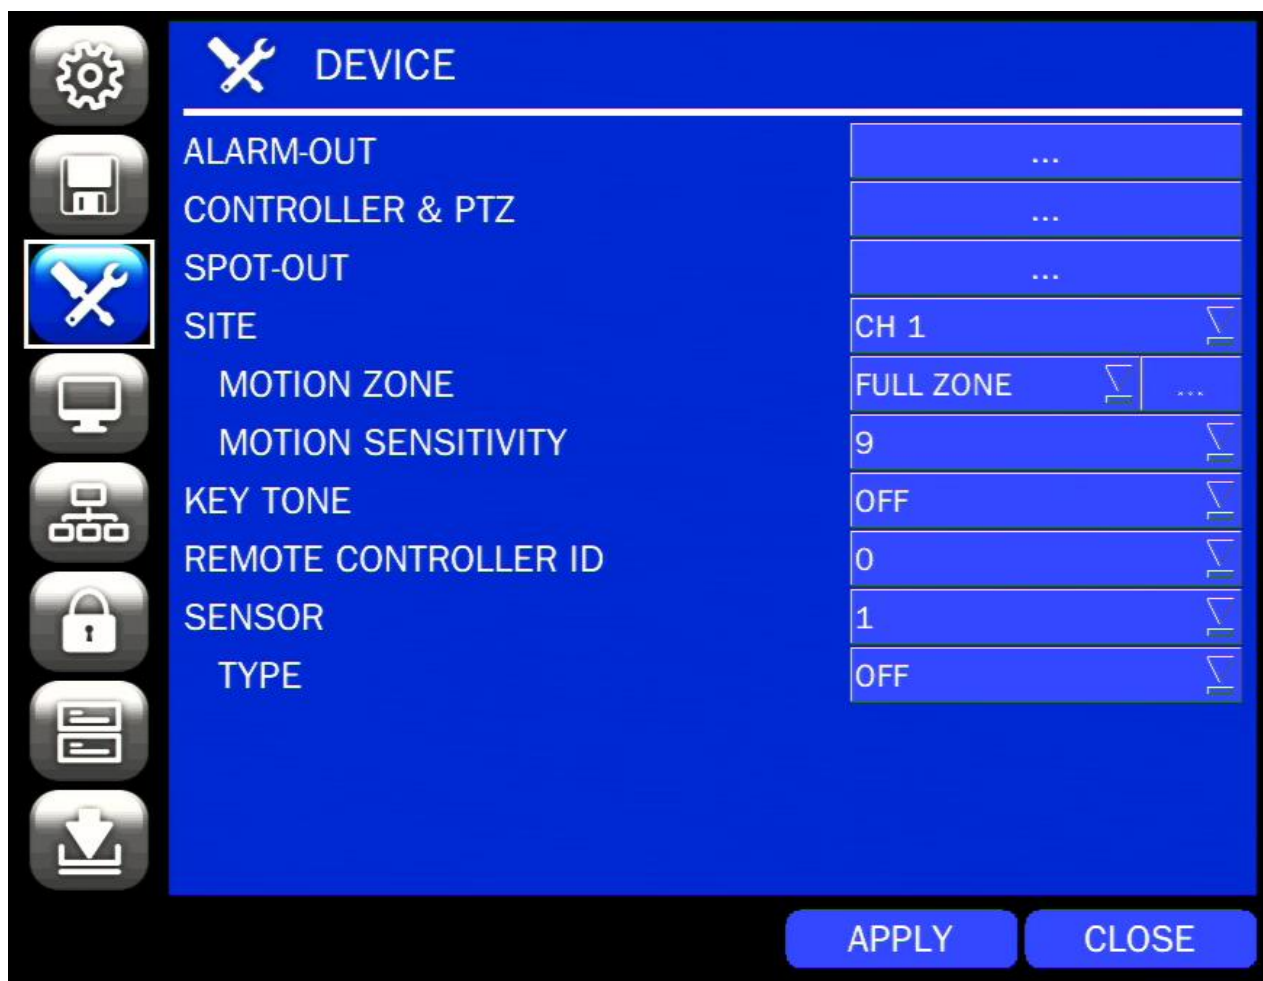 DEVICE
ALARM-OUT ...
CONTROLLER & PTZ ...
SPOT-OUT ...
SITE CH 1
MOTION ZONE FULL ZONE ...
MOTION SENSITIVITY 9
KEY TONE OFF
REMOTE CONTROLLER ID 0
SENSOR 1
TYPE OFF
APPLY CLOSE